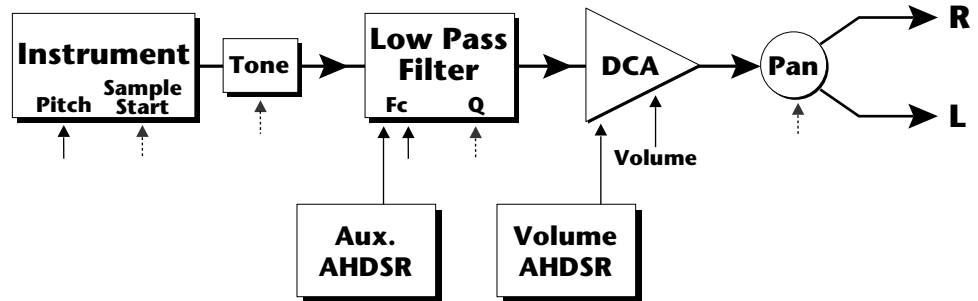 Instrument
Pitch
Sample
Start
Tone
Low Pass
Filter
Fc
Q
DCA
Volume
Pan
R
L
Aux.
AHDSR
Volume
AHDSR